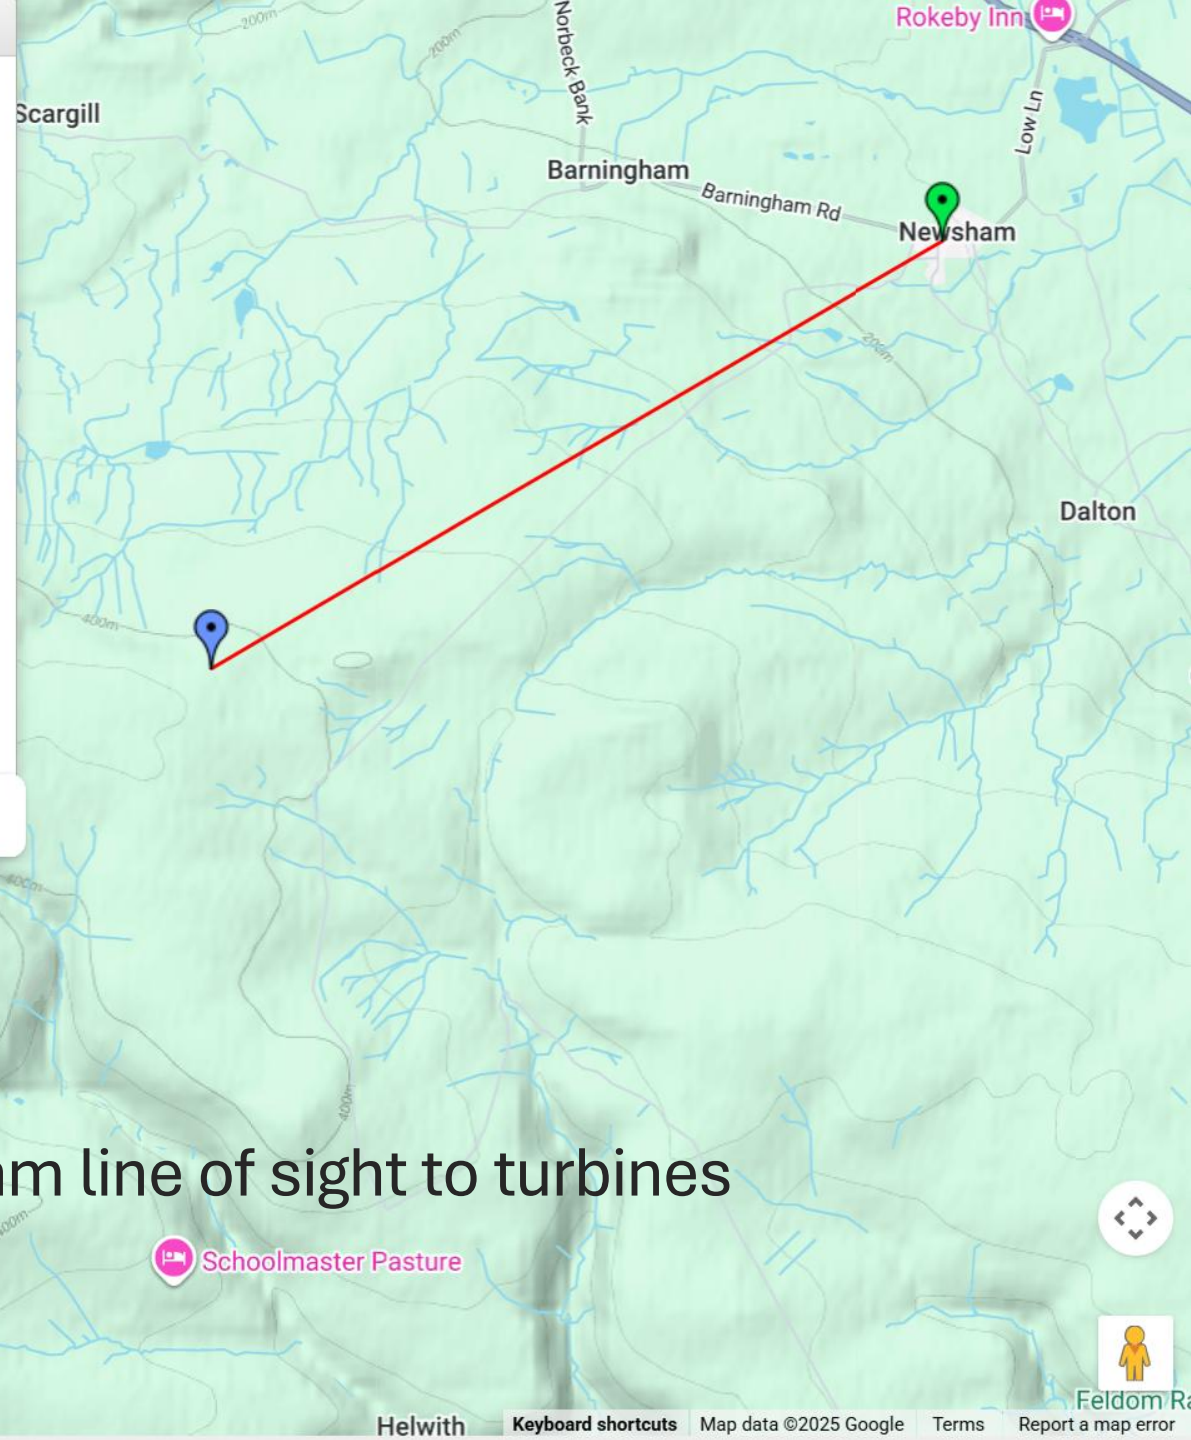 Rokeby Inn
200m
200m
Norbeck Bank
Scargill
Low Ln
Barningham
Barningham Rd
Newsham
200m
Dalton
400m
400m
400m
am line of sight to turbines
400m
Schoolmaster Pasture
Feldom Ra
Helwith
Keyboard shortcuts Map data ©2025 Google Terms Report a map error